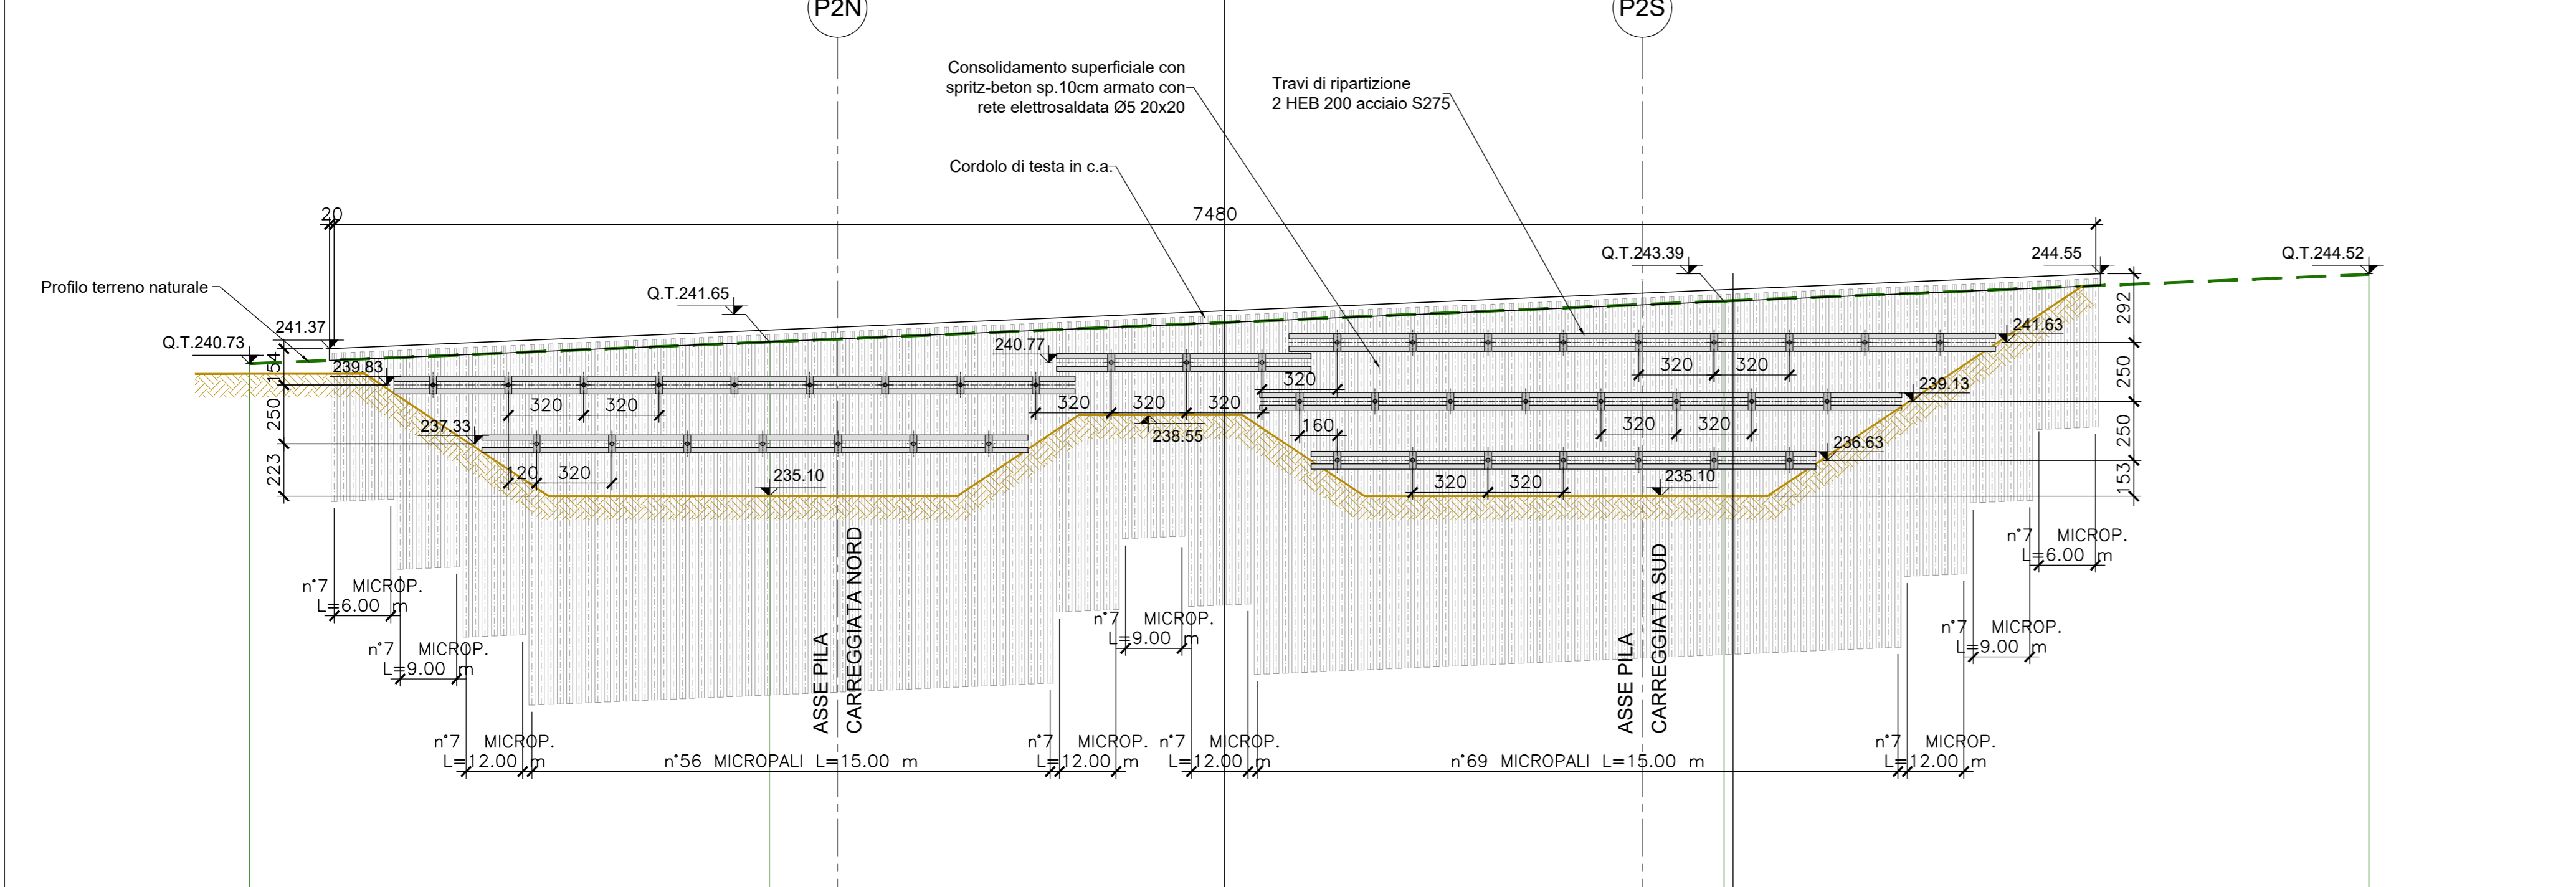 P2N
P2S
Consolidamento superficiale con
spritz-beton sp.10cm armato con
rete elettrosaldata Ø5 20x20
Travi di ripartizione
2 HEB 200 acciaio S275
Cordolo di testa in c.a.
20
7480
Profilo terreno naturale
Q.T.240.73
241.37
Q.T.241.65
Q.T.243.39
244.55
Q.T.244.52
154
250
223
239.83
237.33
240.77
241.63
239.13
236.63
292
250
250
153
320
320
320
320
320
320
320
320
160
320
320
120
320
320
320
238.55
235.10
235.10
ASSE PILA
CARREGGIATA NORD
ASSE PILA
CARREGGIATA SUD
n°7 MICROP.
L=6.00 m
n°7 MICROP.
L=9.00 m
n°7 MICROP.
L=12.00 m
n°56 MICROPALI L=15.00 m
n°7 MICROP.
L=12.00 m
n°7 MICROP.
L=9.00 m
n°7 MICROP.
L=12.00 m
n°69 MICROPALI L=15.00 m
n°7 MICROP.
L=12.00 m
n°7 MICROP.
L=9.00 m
n°7 MICROP.
L=6.00 m